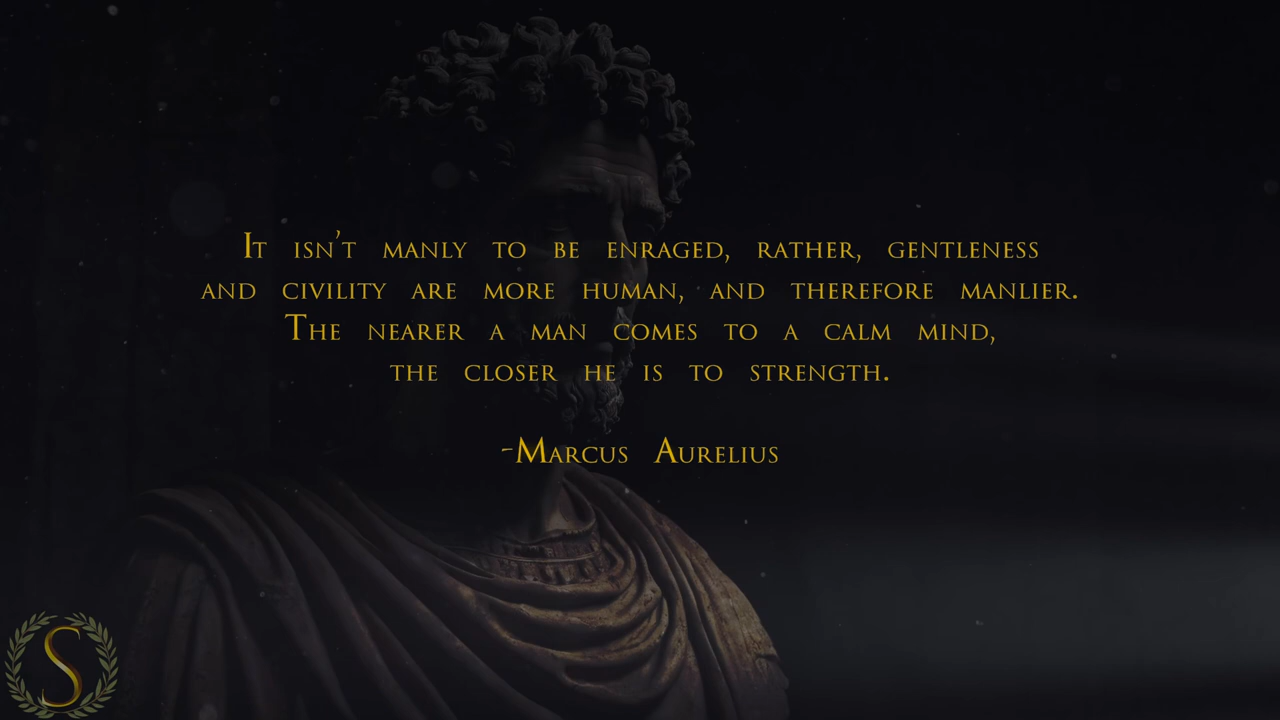 It isn't manly to be enraged, rather, gentleness
and civility are more human, and therefore manlier.
The nearer a man comes to a calm mind,
the closer he is to strength.
-Marcus Aurelius
S